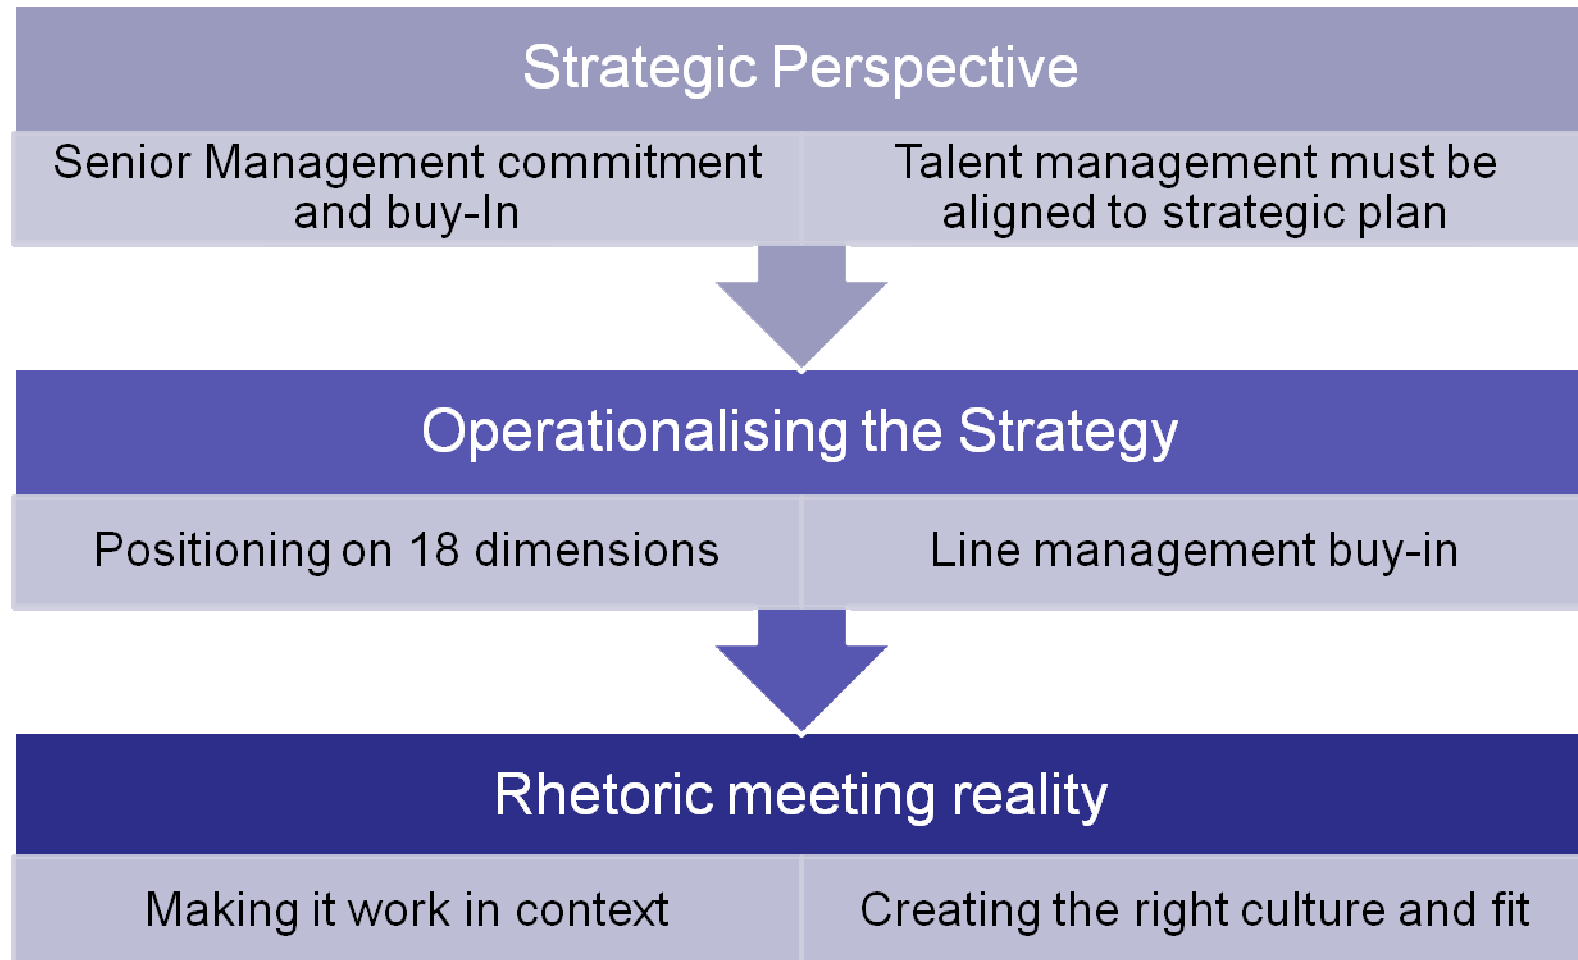 Strategic Perspective
Senior Management commitment
and buy-In
Talent management must be
aligned to strategic plan
Operationalising the Strategy
Positioning on 18 dimensions
Line management buy-in
Rhetoric meeting reality
Making it work in context
Creating the right culture and fit